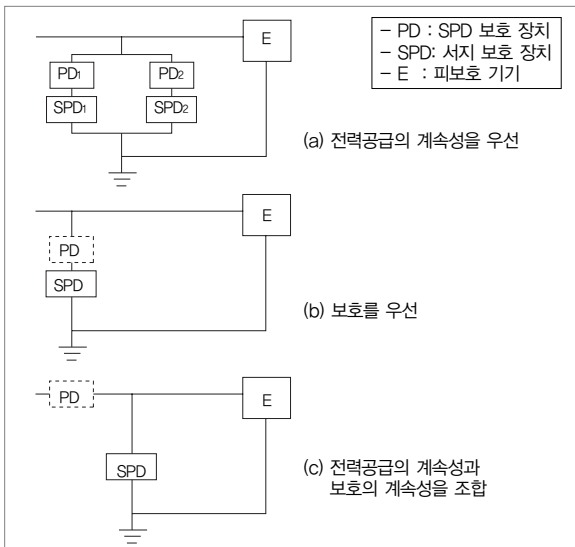 E
PD1
PD2
SPD1
SPD2
– PD : SPD 보호 장치
– SPD: 서지 보호 장치
– E : 피보호 기기
(a) 전력공급의 계속성을 우선
E
PD
SPD
(b) 보호를 우선
PD
E
SPD
(c) 전력공급의 계속성과
보호의 계속성을 조합